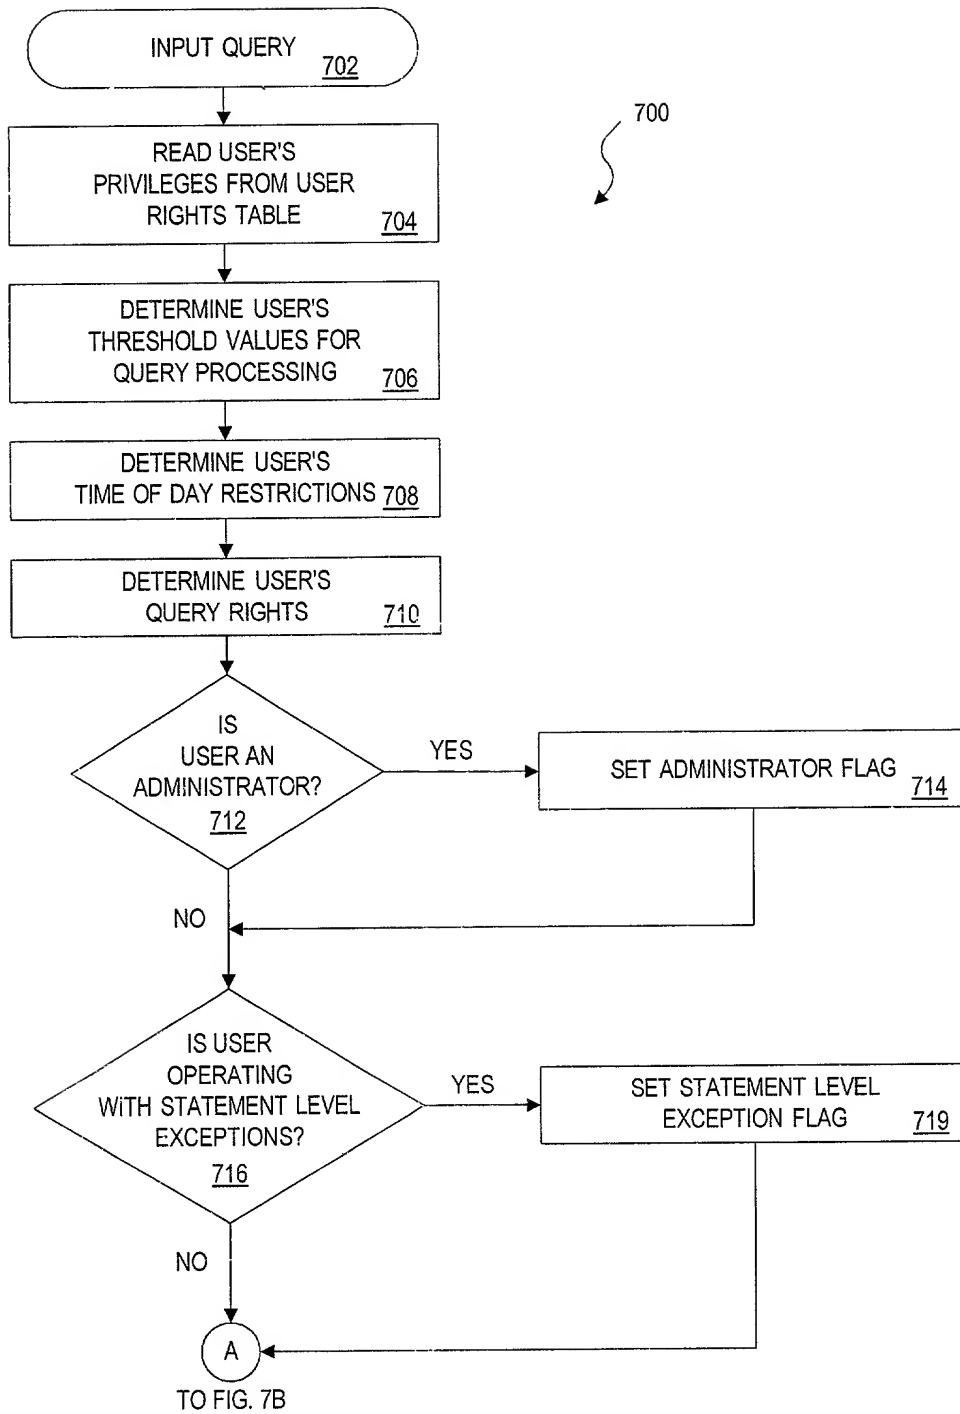 INPUT QUERY
702
700
READ USER'S
PRIVILEGES FROM USER
RIGHTS TABLE
704
DETERMINE USER'S
THRESHOLD VALUES FOR
QUERY PROCESSING
706
DETERMINE USER'S
TIME OF DAY RESTRICTIONS 708
DETERMINE USER'S
QUERY RIGHTS
710
IS
USER AN
ADMINISTRATOR?
712
YES
SET ADMINISTRATOR FLAG
714
NO
IS USER
OPERATING
WITH STATEMENT LEVEL
EXCEPTIONS?
716
YES
SET STATEMENT LEVEL
EXCEPTION FLAG
719
NO
A
TO FIG. 7B